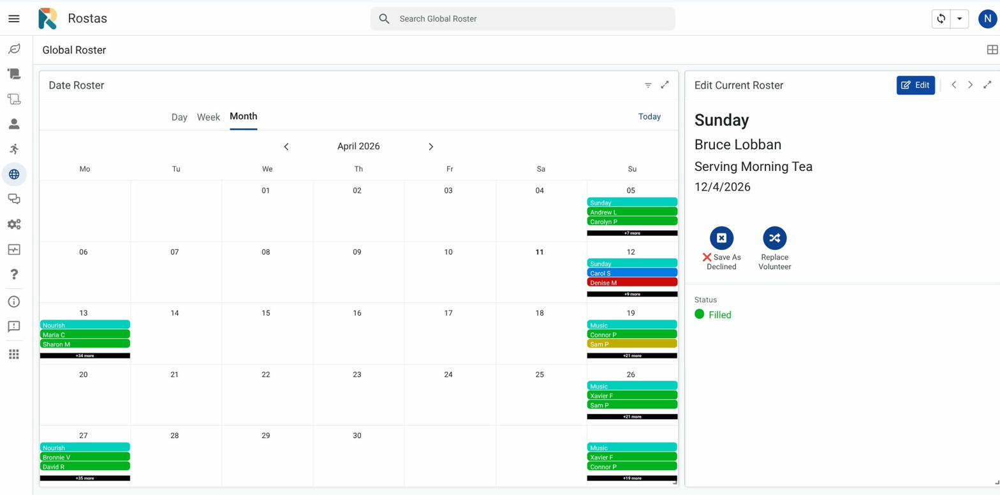 Rostas
Search Global Roster
N
Global Roster
Date Roster
Day Week Month
Today
April 2026
Mo Tu We Th Fr Sa Su
01 02 03 04 05
Sunday
Andrew L
Carolyn P
+7 more
06 07 08 09 10 11 12
Sunday
Carol S
Denise M
+9 more
13 14 15 16 17 18 19
Nourish
Maria C
Sharon M
+34 more
Music
Connor P
Sam P
+21 more
20 21 22 23 24 25 26
Music
Xavier F
Sam P
+21 more
27 28 29 30
Nourish
Bronnie V
David R
+35 more
Music
Xavier F
Connor P
+19 more
Edit Current Roster
Edit
Sunday
Bruce Lobban
Serving Morning Tea
12/4/2026
❌ Save As
Declined
Replace
Volunteer
Status
Filled